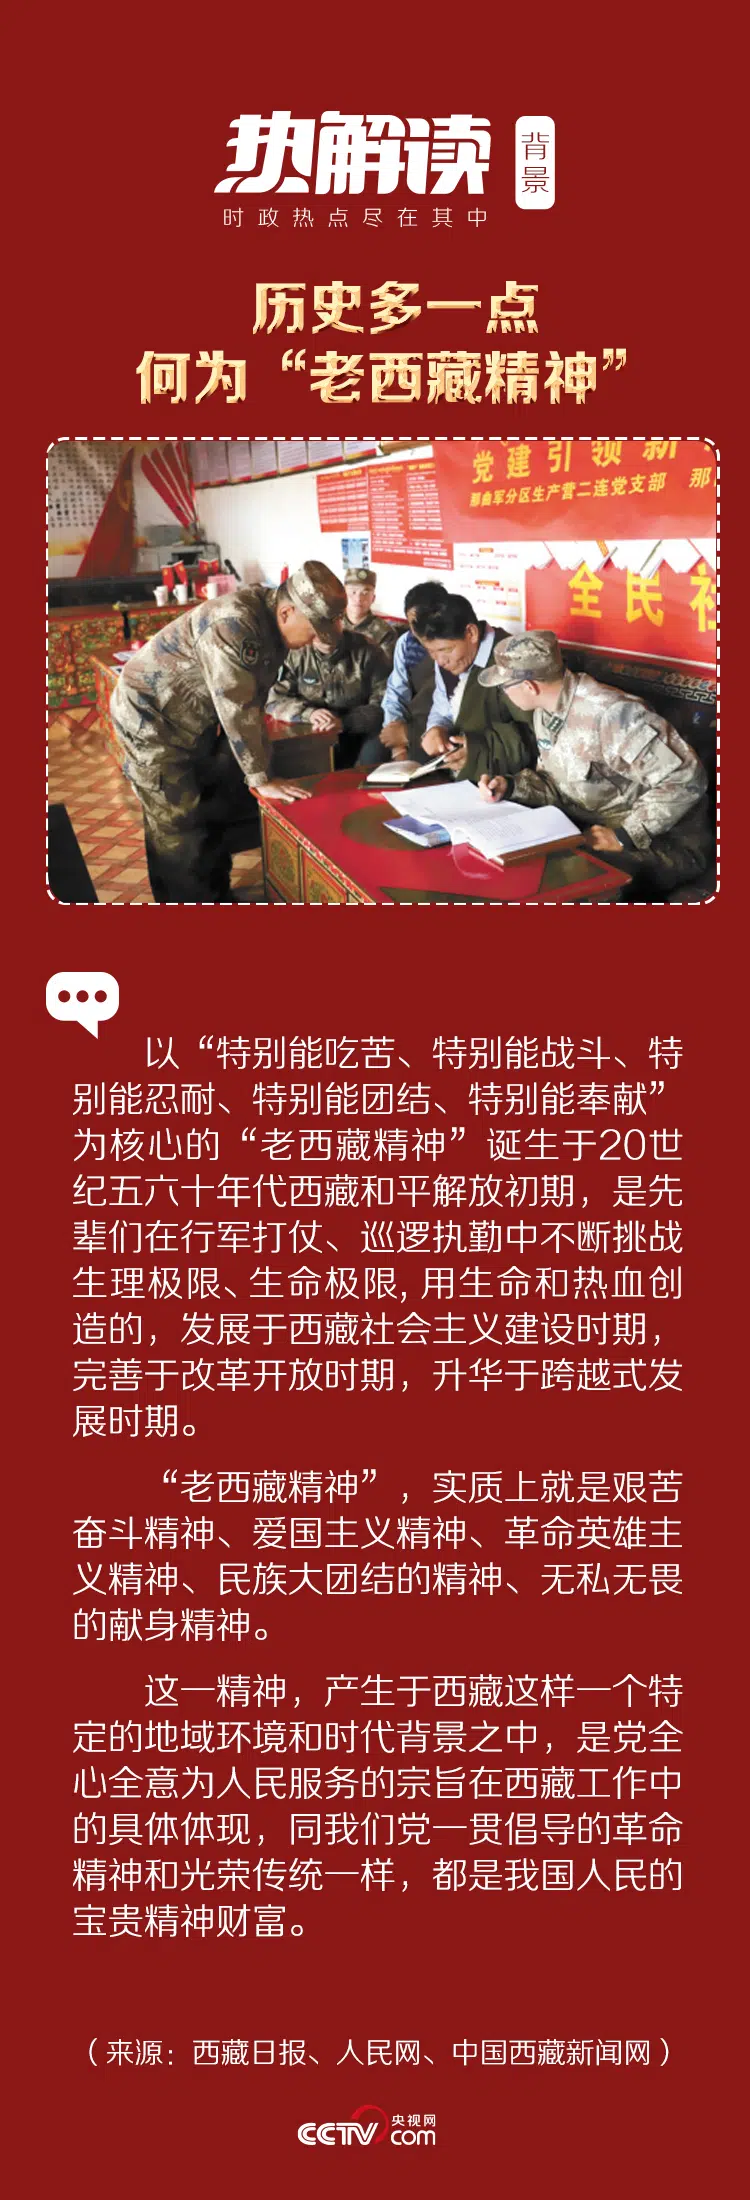 热解读
背景
时政热点尽在其中
历史多一点
何为“老西藏精神”
党建引领新
那曲军分区生产营二连党支部 那
全民社
以“特别能吃苦、特别能战斗、特
别能忍耐、特别能团结、特别能奉献”
为核心的“老西藏精神”诞生于20世
纪五六十年代西藏和平解放初期，是先
辈们在行军打仗、巡逻执勤中不断挑战
生理极限、生命极限,用生命和热血创
造的，发展于西藏社会主义建设时期，
完善于改革开放时期，升华于跨越式发
展时期。
“老西藏精神”，实质上就是艰苦
奋斗精神、爱国主义精神、革命英雄主
义精神、民族大团结的精神、无私无畏
的献身精神。
这一精神，产生于西藏这样一个特
定的地域环境和时代背景之中，是党全
心全意为人民服务的宗旨在西藏工作中
的具体体现，同我们党一贯倡导的革命
精神和光荣传统一样，都是我国人民的
宝贵精神财富。
（来源：西藏日报、人民网、中国西藏新闻网）
CCTV 央视网
com